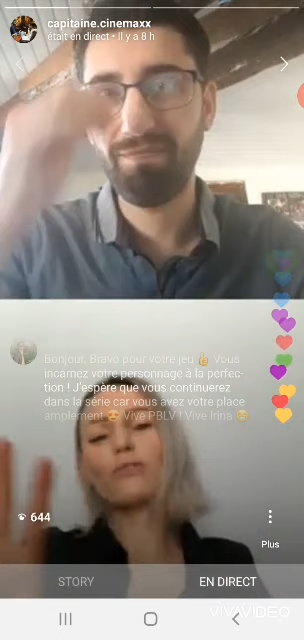 capitaine.cinemaxx
était en direct • Il y a 8 h
Bonjour. Bravo pour votre jeu 💪 Vous
incarnez votre personnage à la perfec-
tion ! J'espère que vous continuerez
dans la série car vous avez votre place
amplement 😍 Vive PBLV ! Vive Irina 😊
644
Plus
STORY
EN DIRECT
VIVAVIDEO